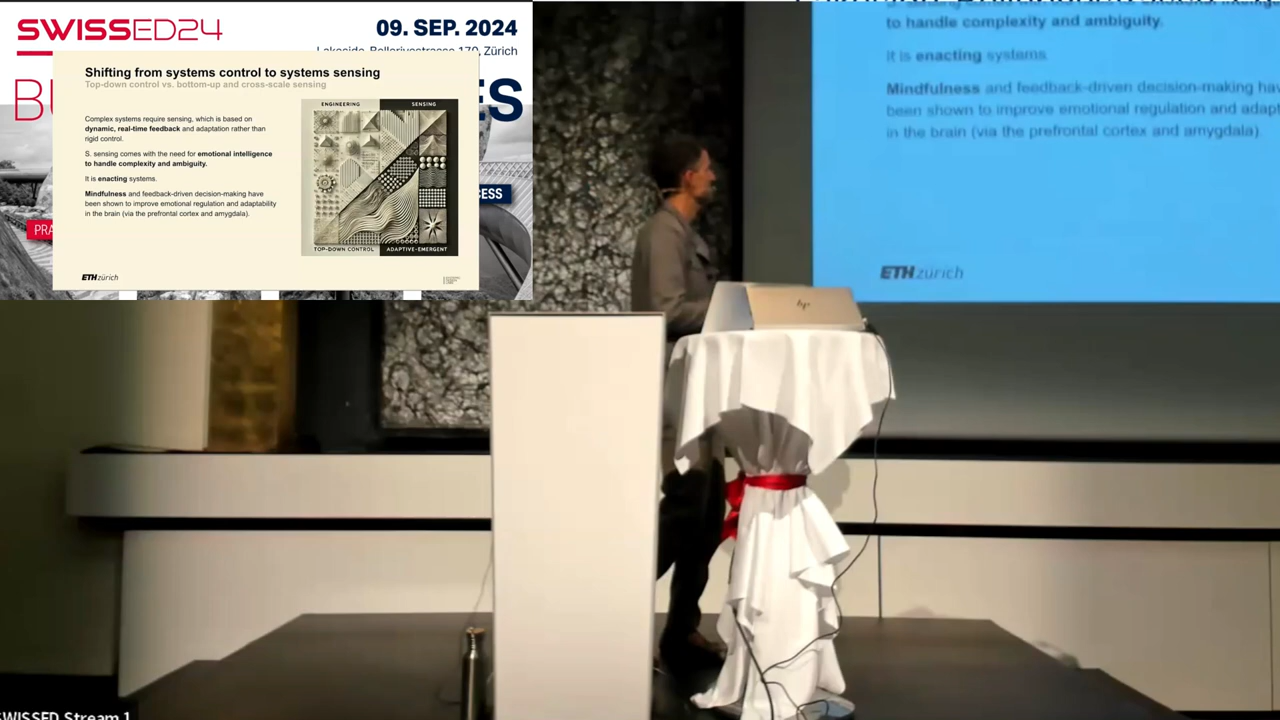 SWISSED24
09. SEP. 2024
Lakeside, Bellerivestrasse 170, Zürich
BU
ES
CESS
PRA
Shifting from systems control to systems sensing
Top-down control vs. bottom-up and cross-scale sensing
Complex systems require sensing, which is based on
dynamic, real-time feedback and adaptation rather than
rigid control.
S. sensing comes with the need for emotional intelligence
to handle complexity and ambiguity.
It is enacting systems.
Mindfulness and feedback-driven decision-making have
been shown to improve emotional regulation and adaptability
in the brain (via the prefrontal cortex and amygdala).
ENGINEERING
SENSING
TOP-DOWN CONTROL
ADAPTIVE-EMERGENT
ETH zürich
to handle complexity and ambiguity.
It is enacting systems.
Mindfulness and feedback-driven decision-making hav
been shown to improve emotional regulation and adap
in the brain (via the prefrontal cortex and amygdala).
ETH zürich
hp
SWISSED Stream 1